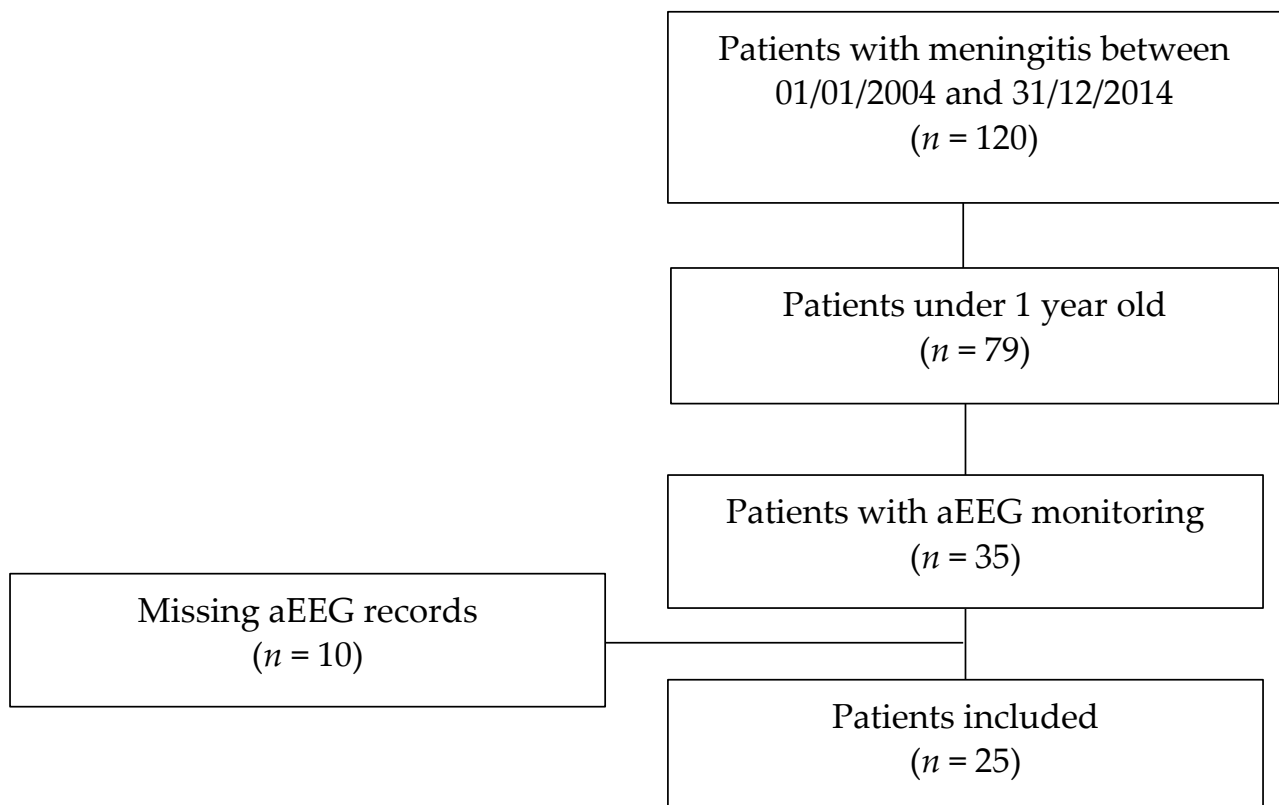 Patients with meningitis between
01/01/2004 and 31/12/2014
(n = 120)
Patients under 1 year old
(n = 79)
Patients with aEEG monitoring
(n = 35)
Missing aEEG records
(n = 10)
Patients included
(n = 25)